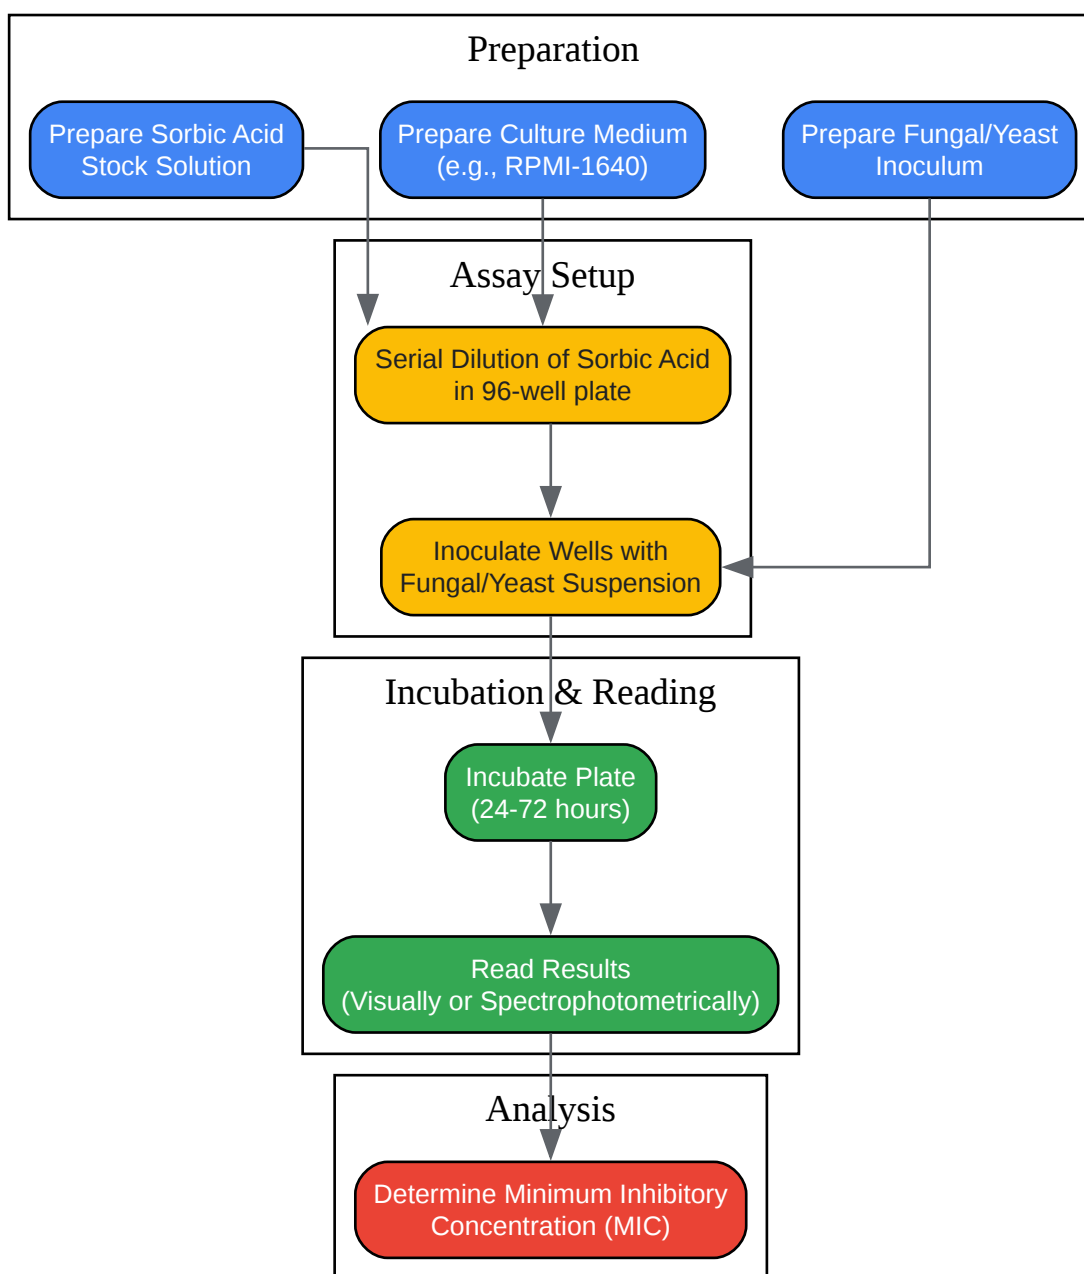 Preparation
Prepare Sorbic Acid
Stock Solution
Prepare Culture Medium
(e.g., RPMI-1640)
Prepare Fungal/Yeast
Inoculum
Assay Setup
Serial Dilution of Sorbic Acid
in 96-well plate
Inoculate Wells with
Fungal/Yeast Suspension
Incubation & Reading
Incubate Plate
(24-72 hours)
Read Results
(Visually or Spectrophotometrically)
Analysis
Determine Minimum Inhibitory
Concentration (MIC)